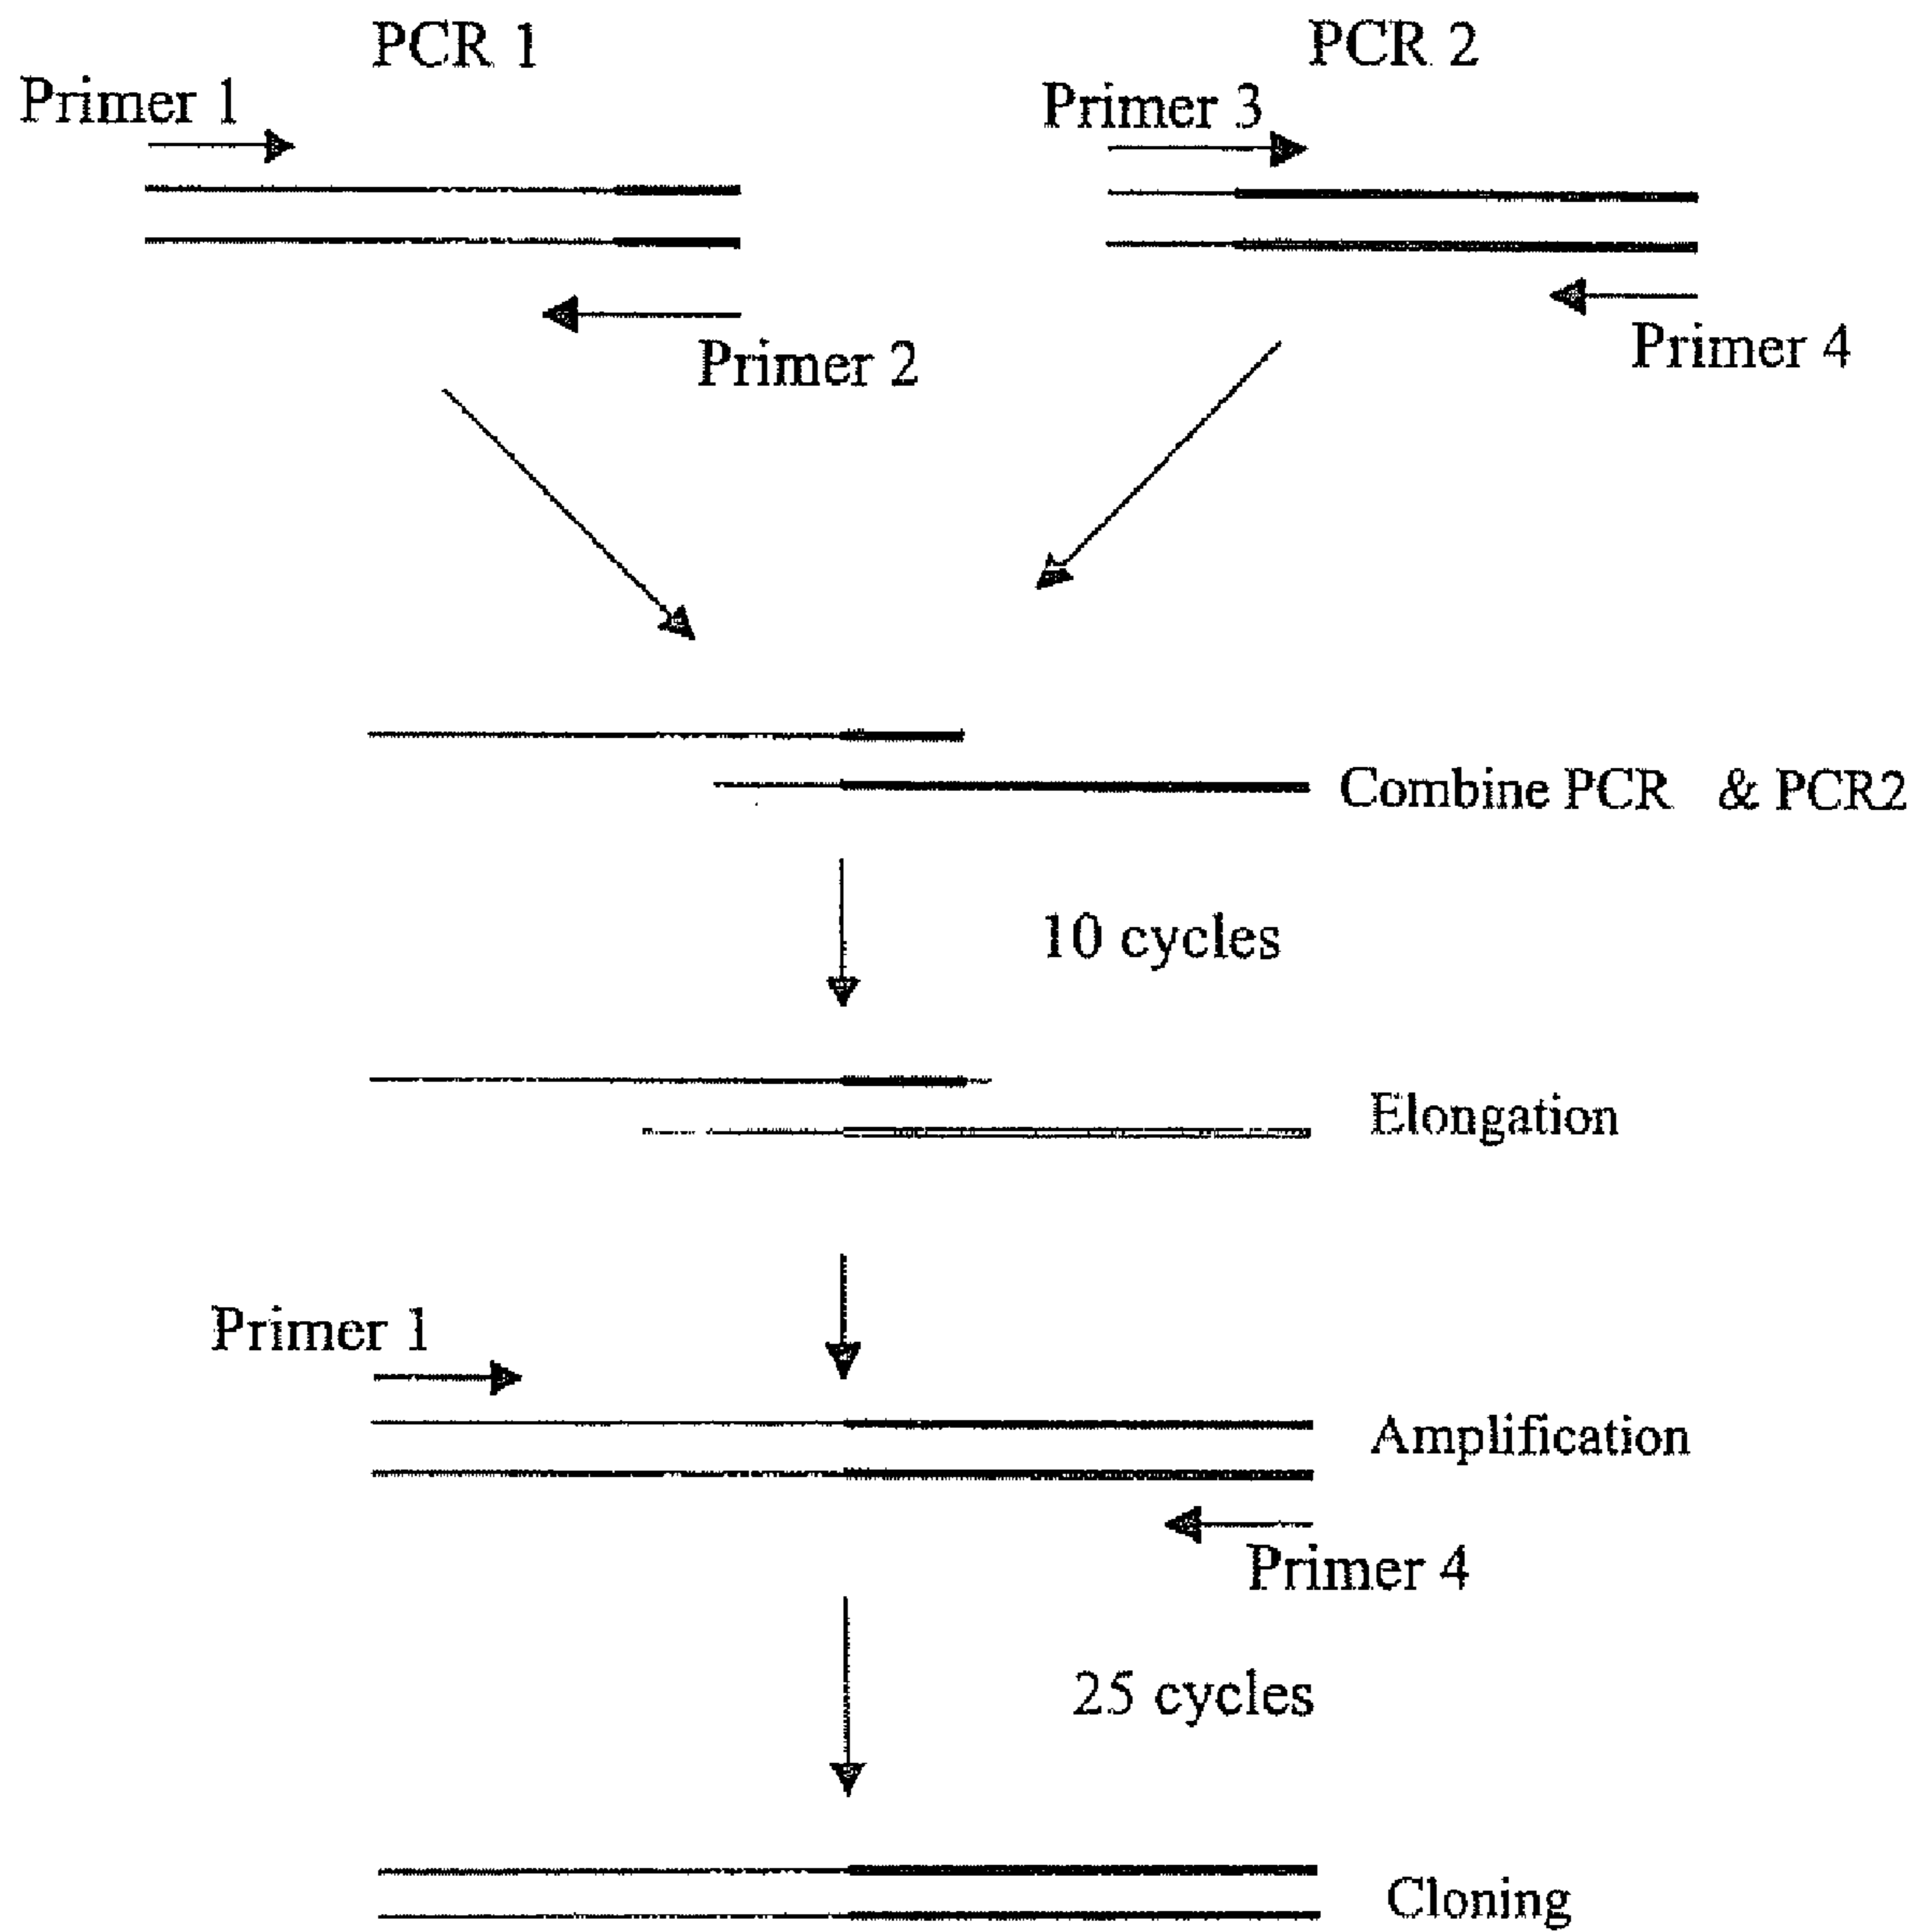 PCR 1
PCR 2
Primer 1
Primer 3
Primer 2
Primer 4
Combine PCR & PCR2
10 cycles
Elongation
Primer 1
Amplification
Primer 4
25 cycles
Cloning